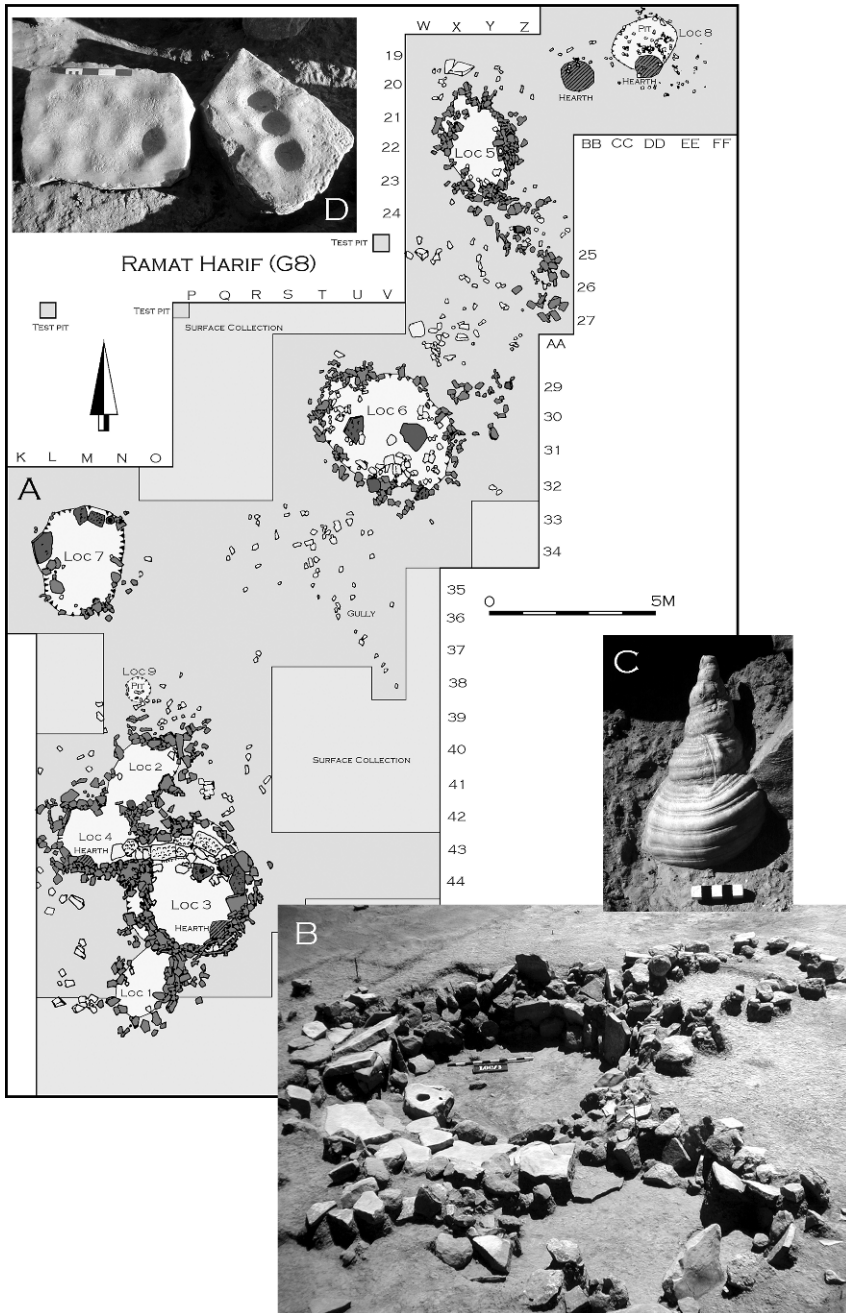 W X Y Z
PIT
LOC 8
HEARTH
HEARTH
19
20
21
22
23
24
LOC 5
BB CC DD EE FF
D
TEST PIT
RAMAT HARIF (G8)
25
26
27
AA
P Q R S T U V
TEST PIT
TEST PIT
SURFACE COLLECTION
29
30
31
32
33
34
LOC 6
K L M N O
A
LOC 7
GULLY
35
36
37
38
39
40
41
42
43
44
0 5M
LOC 9
PIT
LOC 2
SURFACE COLLECTION
LOC 4
HEARTH
LOC 3
HEARTH
LOC 1
C
B